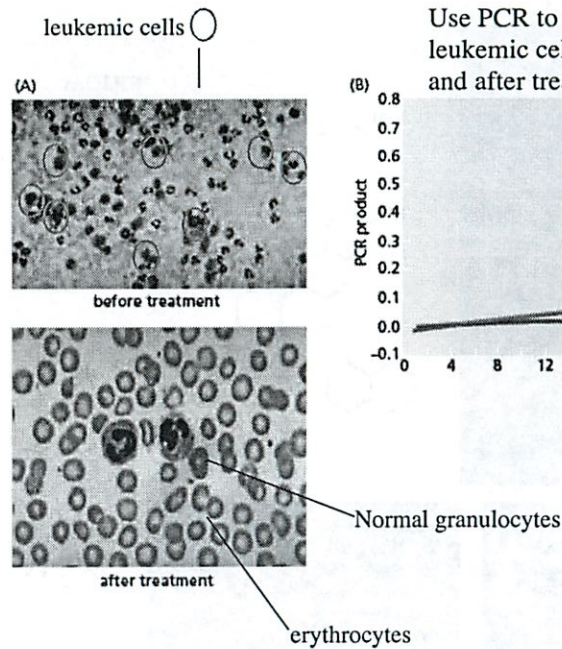 leukemic cells
Use PCR to
leukemic cel
and after trea
(A)
before treatment
after treatment
Normal granulocytes
erythrocytes
(B)
PCR product
0.8
0.7
0.6
0.5
0.4
0.3
0.2
0.1
0.0
–0.1
0 4 8 12